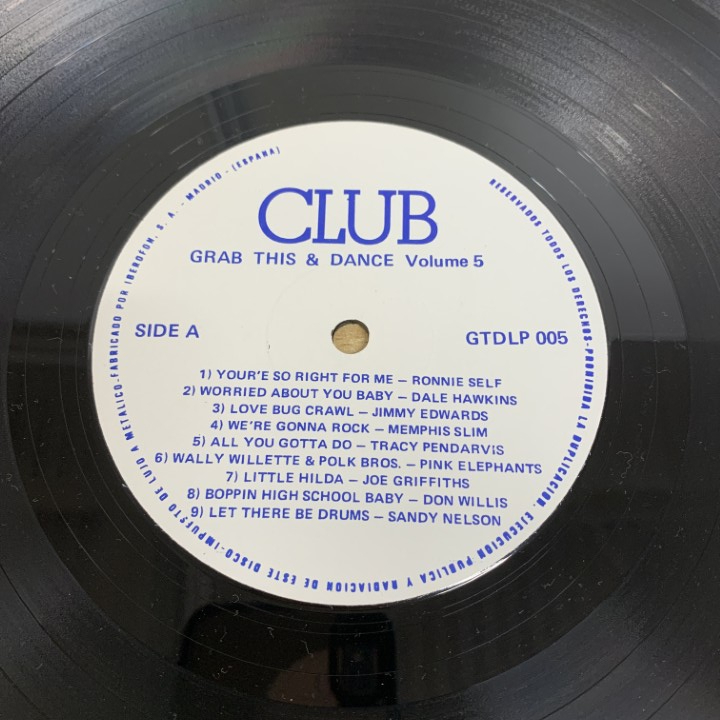 CLUB
GRAB THIS & DANCE Volume 5
SIDE A
GTDLP 005
1) YOUR'E SO RIGHT FOR ME – RONNIE SELF
2) WORRIED ABOUT YOU BABY – DALE HAWKINS
3) LOVE BUG CRAWL – JIMMY EDWARDS
4) WE'RE GONNA ROCK – MEMPHIS SLIM
5) ALL YOU GOTTA DO – TRACY PENDARVIS
6) WALLY WILLETTE & POLK BROS. – PINK ELEPHANTS
7) LITTLE HILDA – JOE GRIFFITHS
8) BOPPIN HIGH SCHOOL BABY – DON WILLIS
9) LET THERE BE DRUMS – SANDY NELSON
RESERVADOS TODOS LOS DERECHOS-PROHIBIDA LA DUPLICACION, EJECUCION PUBLICA Y RADIACION DE ESTE DISCO-IMPUESTO DE LUJO A METALICO-FABRICADO POR IBEROFON, S. A. - MADRID - (ESPAÑA)